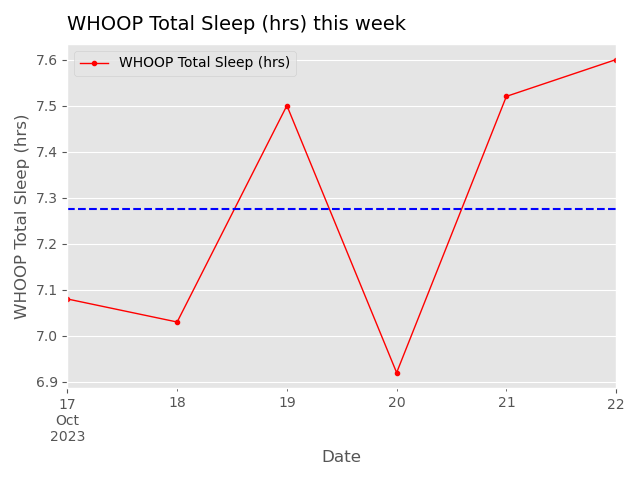 WHOOP Total Sleep (hrs) this week
WHOOP Total Sleep (hrs)
WHOOP Total Sleep (hrs)
7.6
7.5
7.4
7.3
7.2
7.1
7.0
6.9
17 18 19 20 21 22
Oct
2023
Date